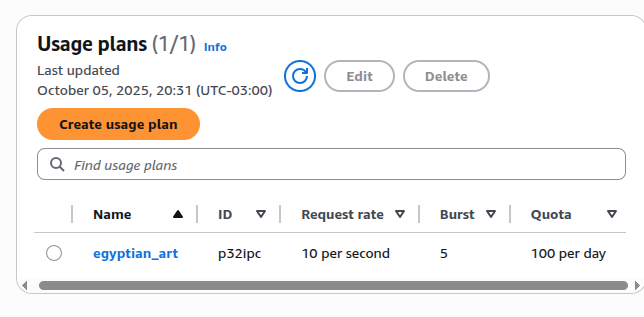 Usage plans (1/1) Info
Last updated
October 05, 2025, 20:31 (UTC-03:00)
Edit
Delete
Create usage plan
Find usage plans
Name ID Request rate Burst Quota
egyptian_art p32ipc 10 per second 5 100 per day